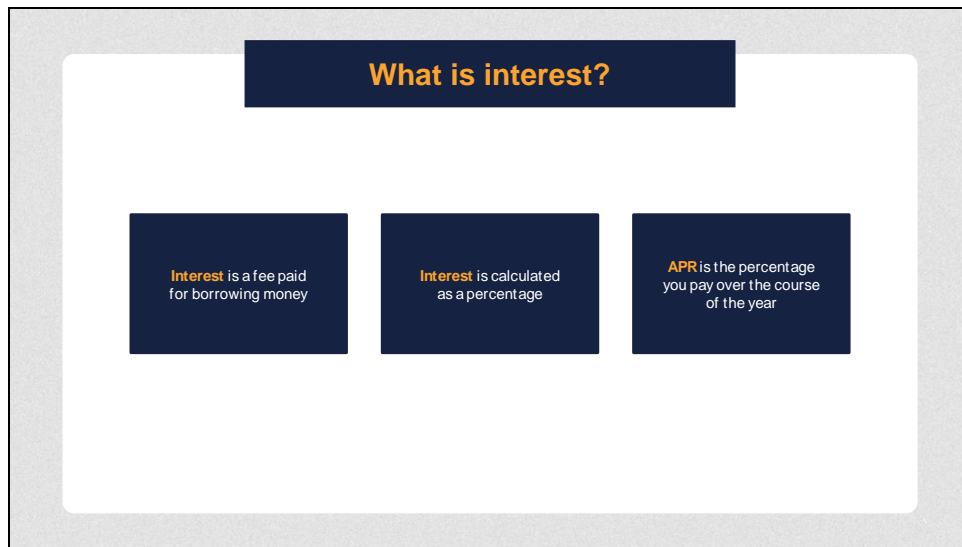 What is interest?
Interest is a fee paid
for borrowing money
Interest is calculated
as a percentage
APR is the percentage
you pay over the course
of the year